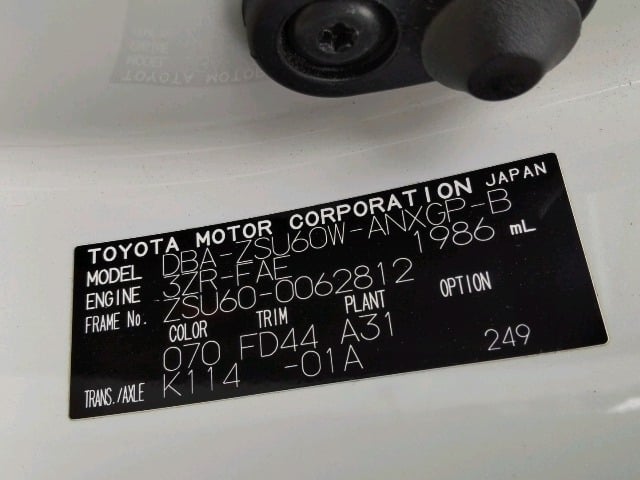 TOYOTA MOTOR CORPORATION JAPAN
MODEL DBA-ZSU60W-ANXGP-B
ENGINE 3ZR-FAE 1986 mL
FRAME No. ZSU60-0062812
COLOR TRIM PLANT OPTION
070 FD44 A31
TRANS./AXLE K114 -01A 249